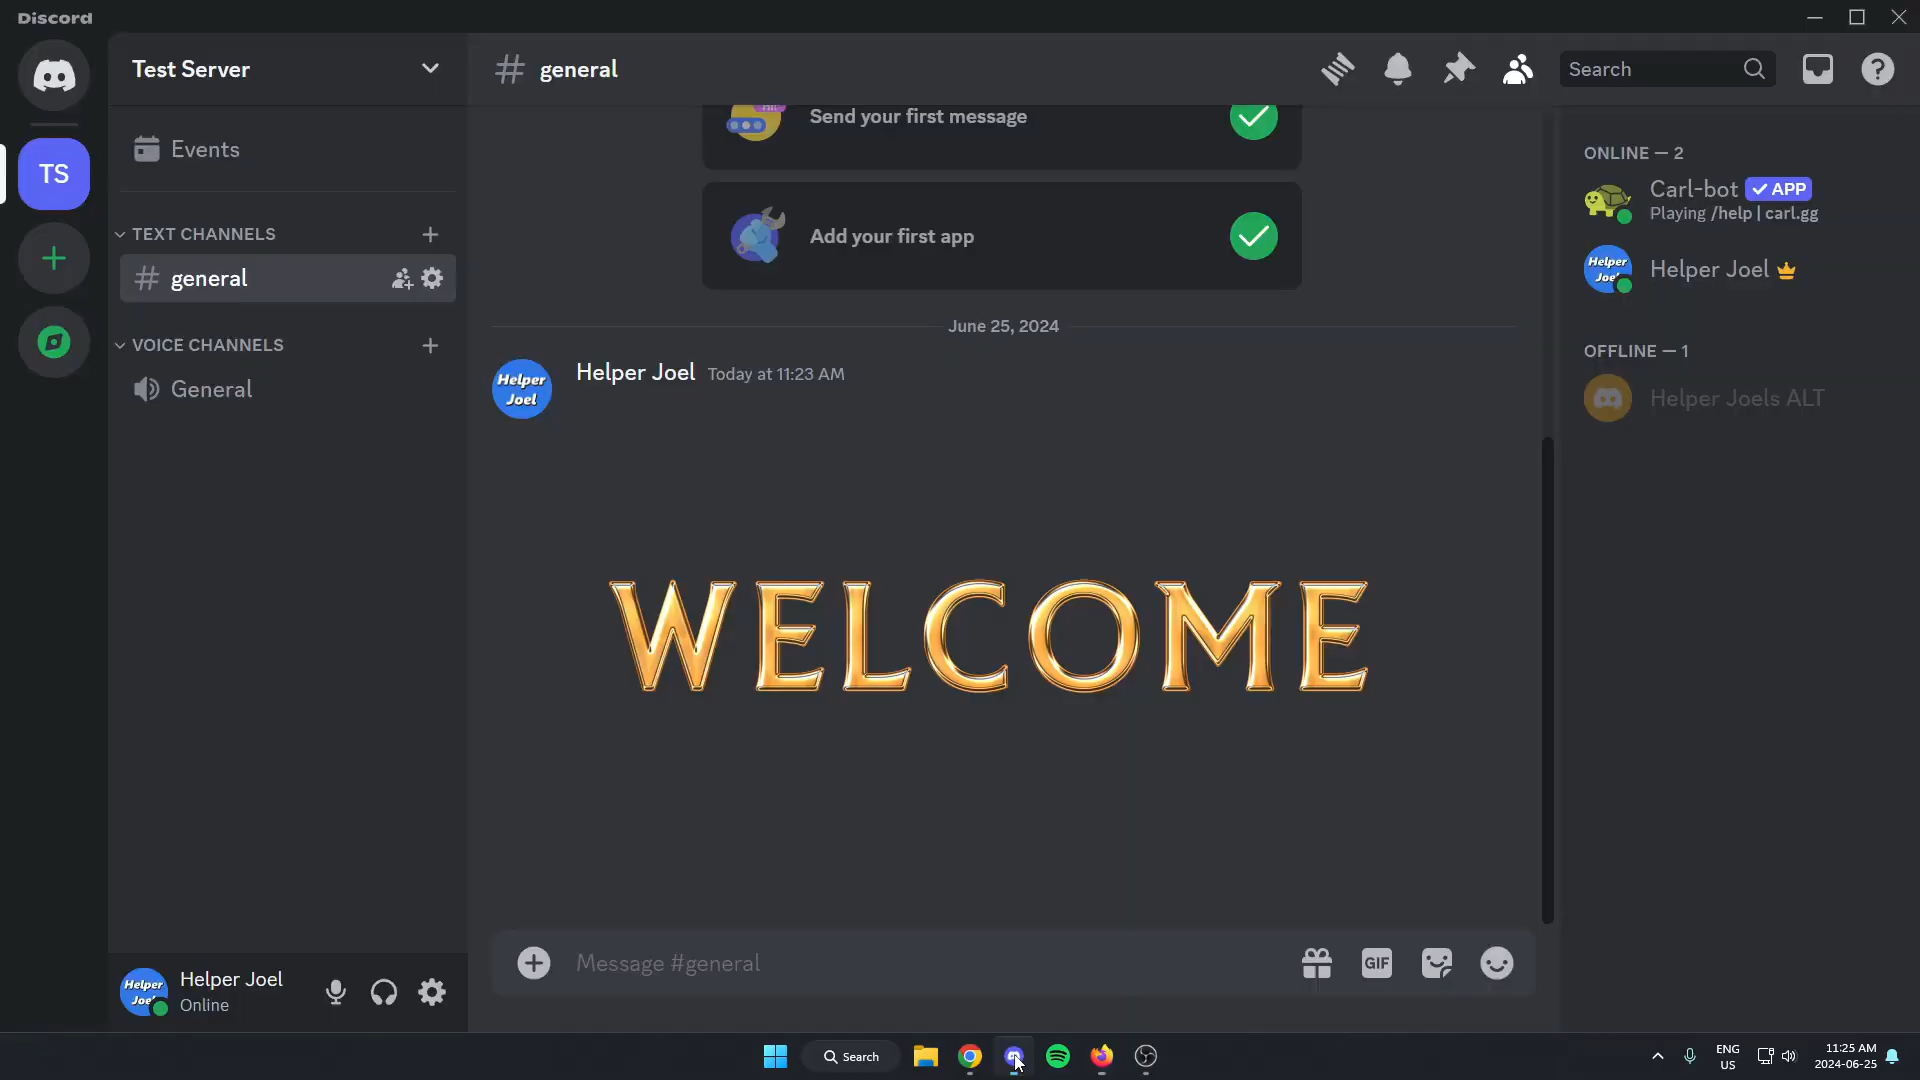 Discord
Test Server
Events
TEXT CHANNELS
general
VOICE CHANNELS
General
Helper Joel
Online
TS
general
Search
Send your first message
Add your first app
June 25, 2024
Helper Joel Today at 11:23 AM
Helper
Joel
WELCOME
Message #general
GIF
ONLINE — 2
Carl-bot APP
Playing /help | carl.gg
Helper Joel
OFFLINE — 1
Helper Joels ALT
Search
ENG
US
11:25 AM
2024-06-25